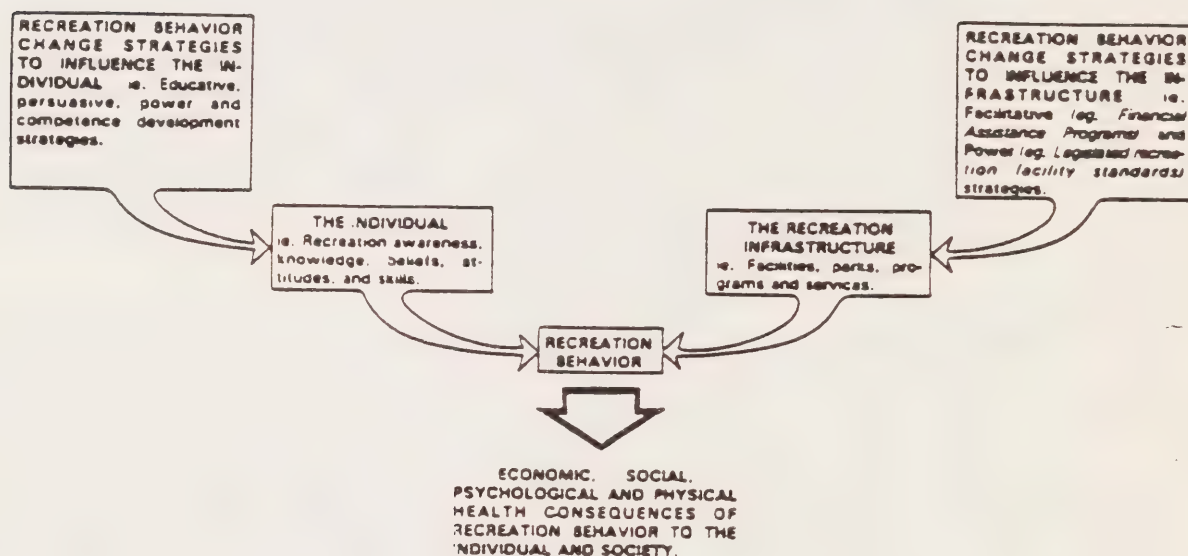 RECREATION BEHAVIOR
CHANGE STRATEGIES
TO INFLUENCE THE IN-
DIVIDUAL ie. Educative,
persuasive, power and
competence development
strategies.
RECREATION BEHAVIOR
CHANGE STRATEGIES
TO INFLUENCE THE IN-
FRASTRUCTURE ie.
Facilitative (eg. Financial
Assistance Programs) and
Power (eg. Legislated recrea-
tion facility standards)
strategies.
THE INDIVIDUAL
ie. Recreation awareness,
knowledge, beliefs, at-
titudes, and skills.
THE RECREATION
INFRASTRUCTURE
ie. Facilities, parks, pro-
grams and services.
RECREATION
BEHAVIOR
ECONOMIC, SOCIAL,
PSYCHOLOGICAL AND PHYSICAL
HEALTH CONSEQUENCES OF
RECREATION BEHAVIOR TO THE
INDIVIDUAL AND SOCIETY.